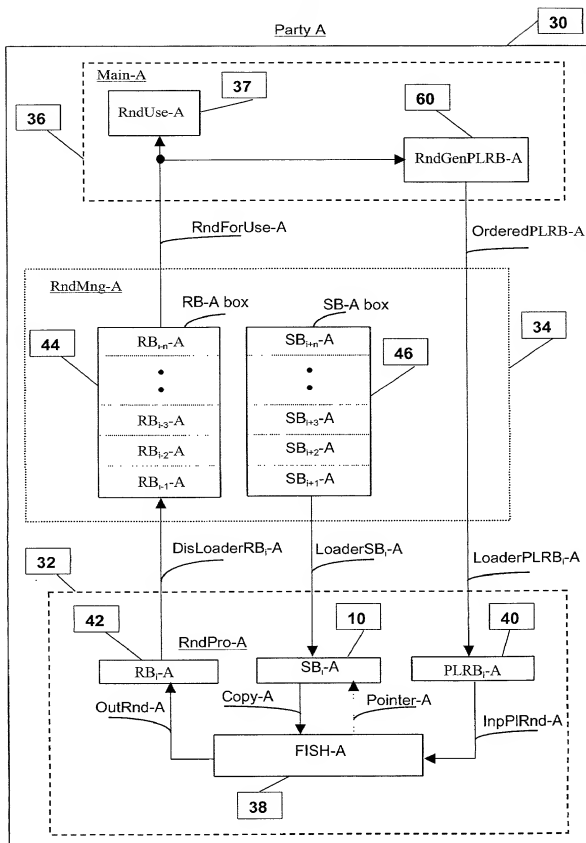 Party A
30
Main-A
37
RndUse-A
60
36
RndGenPLRB-A
RndForUse-A
OrderedPLRB-A
RndMng-A
RB-A box
SB-A box
44
RBi-n-A
SBi+n-A
34
46
RBi-3-A
SBi+3-A
RBi-2-A
SBi+2-A
RBi-1-A
SBi+1-A
DisLoaderRBi-A
LoaderSBi-A
LoaderPLRBi-A
32
42
RndPro-A
10
40
RBi-A
SBi-A
PLRBi-A
OutRnd-A
Copy-A
Pointer-A
InpPlRnd-A
FISH-A
38